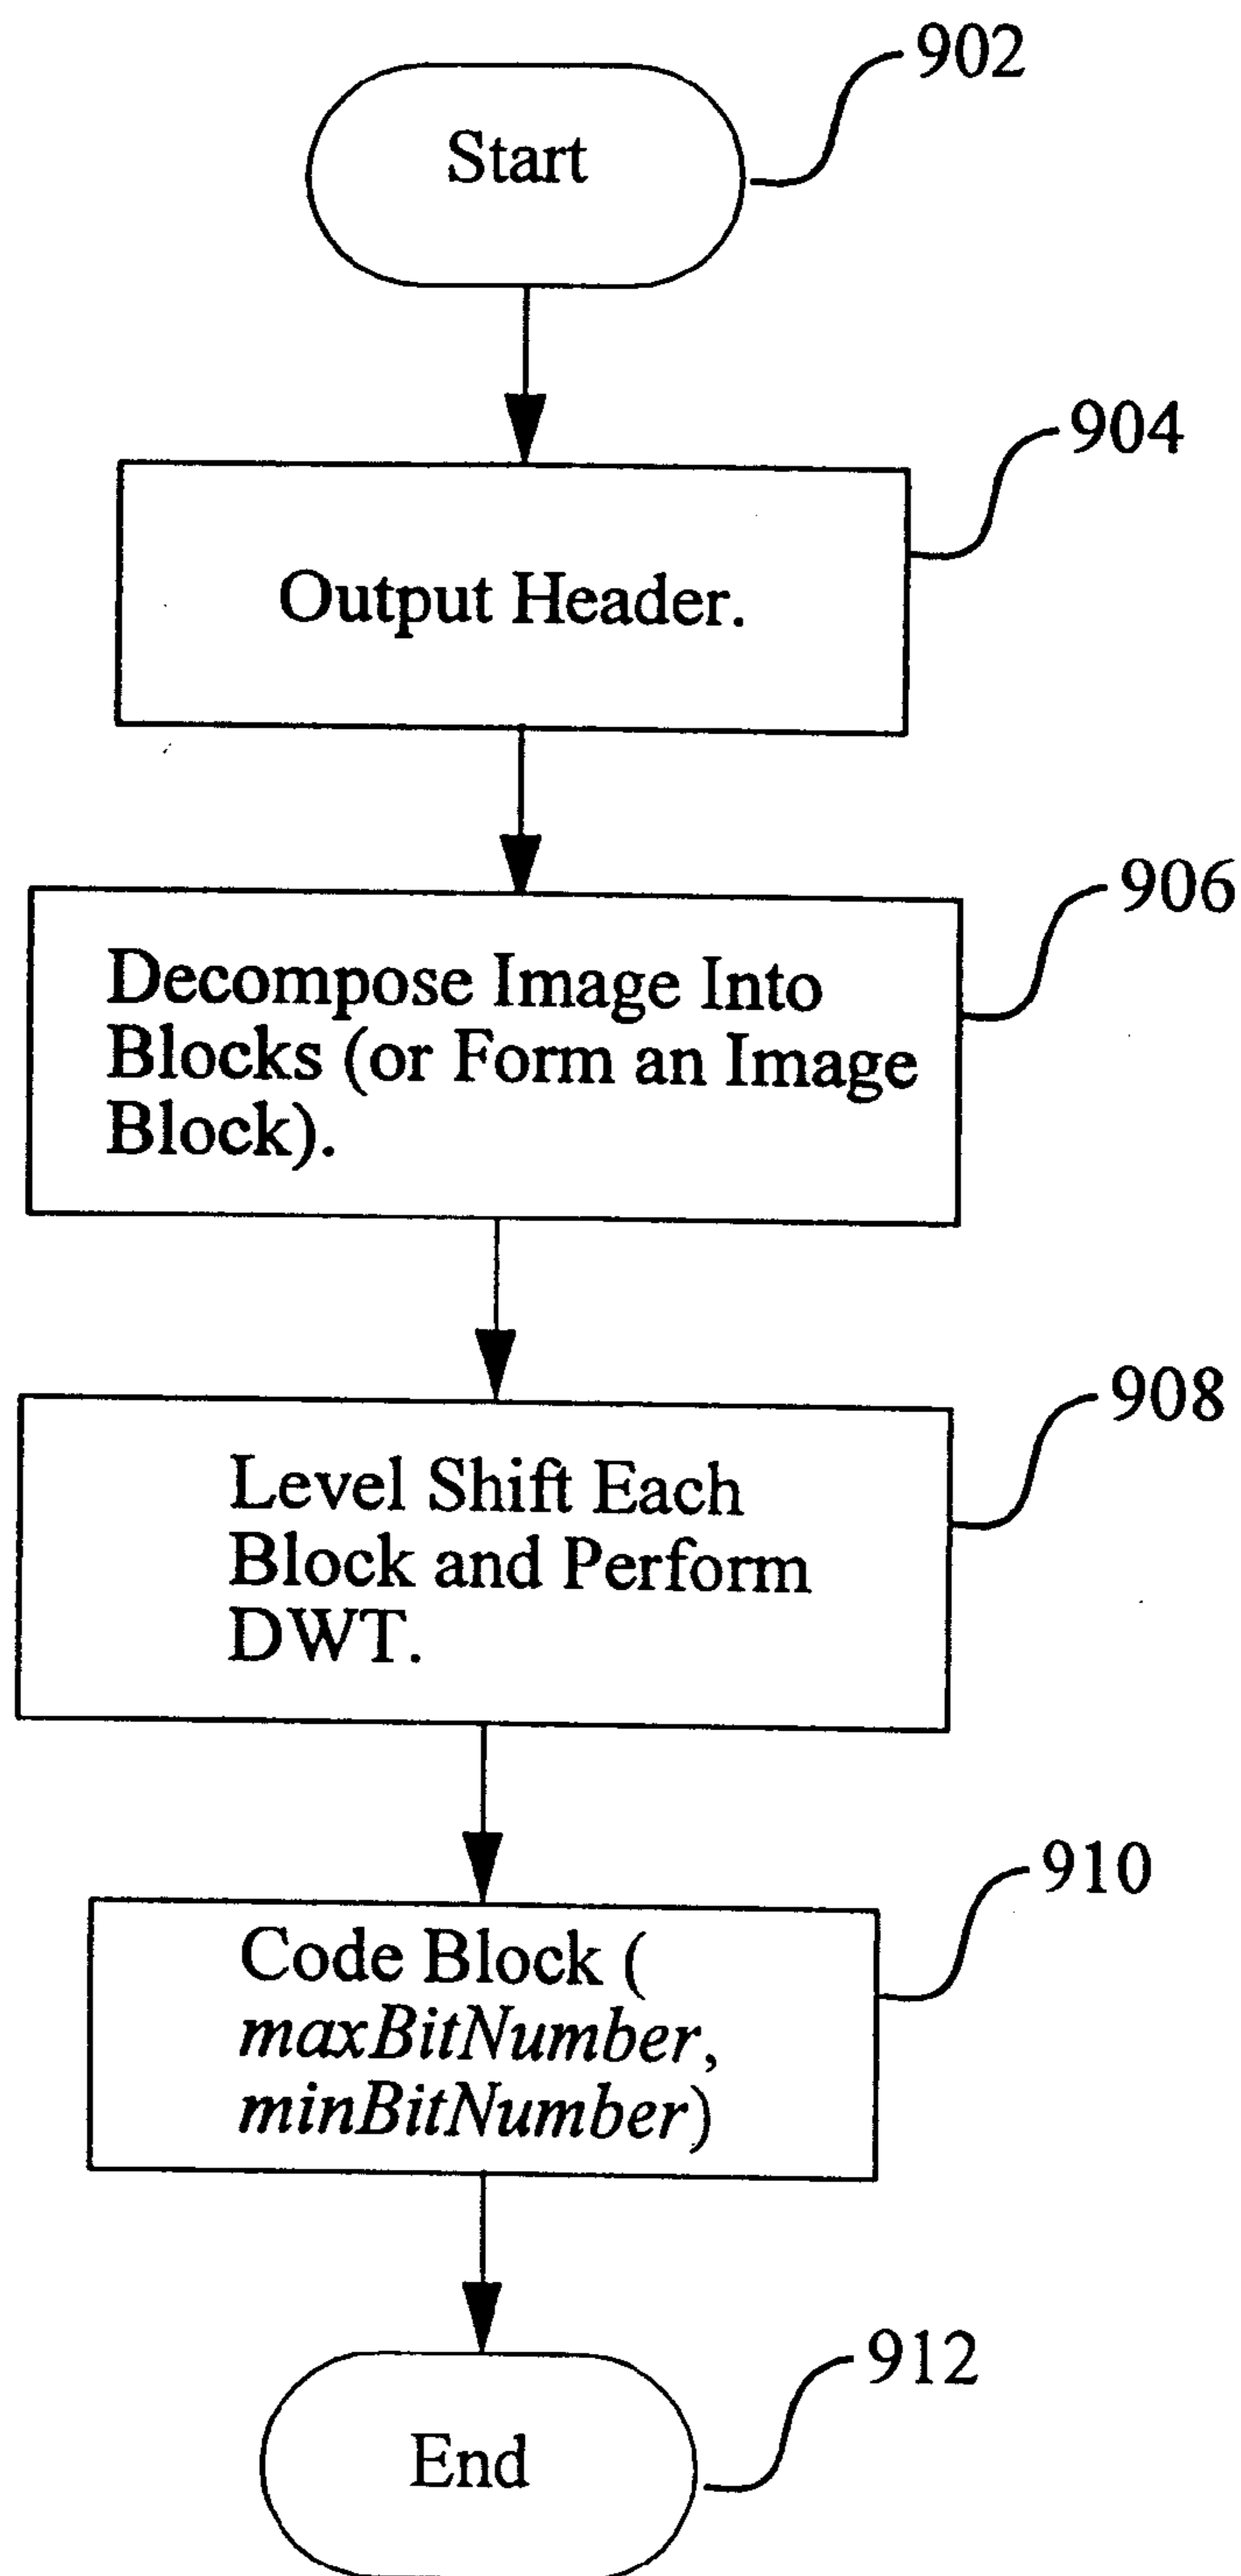 902
Start
904
Output Header.
906
Decompose Image Into
Blocks (or Form an Image
Block).
908
Level Shift Each
Block and Perform
DWT.
910
Code Block (
maxBitNumber,
minBitNumber)
912
End